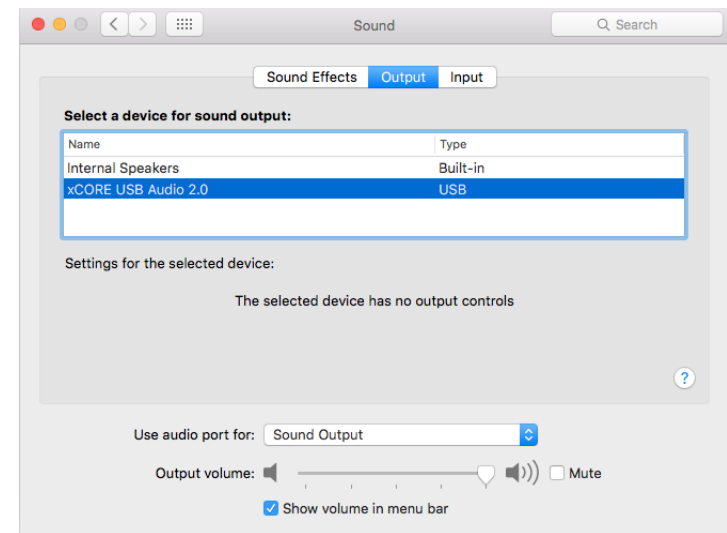 Sound
Search
Sound Effects Output Input
Select a device for sound output:
Name Type
Internal Speakers Built-in
xCORE USB Audio 2.0 USB
Settings for the selected device:
The selected device has no output controls
?
Use audio port for: Sound Output
Output volume: Mute
Show volume in menu bar